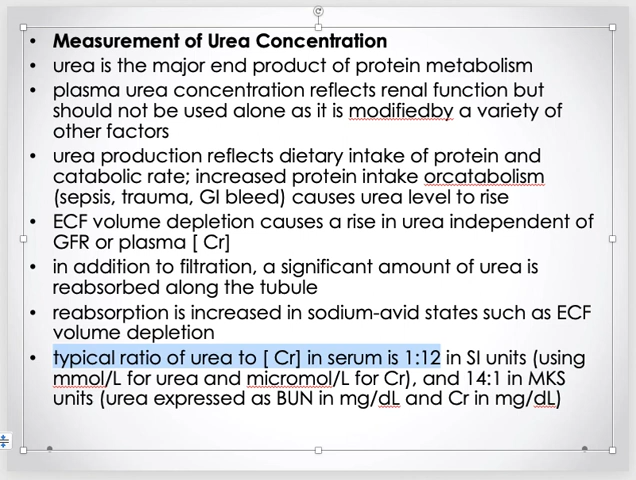 • Measurement of Urea Concentration
• urea is the major end product of protein metabolism
• plasma urea concentration reflects renal function but
should not be used alone as it is modifiedby a variety of
other factors
• urea production reflects dietary intake of protein and
catabolic rate; increased protein intake orcatabolism
(sepsis, trauma, GI bleed) causes urea level to rise
• ECF volume depletion causes a rise in urea independent of
GFR or plasma [ Cr]
• in addition to filtration, a significant amount of urea is
reabsorbed along the tubule
• reabsorption is increased in sodium-avid states such as ECF
volume depletion
• typical ratio of urea to [ Cr] in serum is 1:12 in SI units (using
mmol/L for urea and micromol/L for Cr), and 14:1 in MKS
units (urea expressed as BUN in mg/dL and Cr in mg/dL)